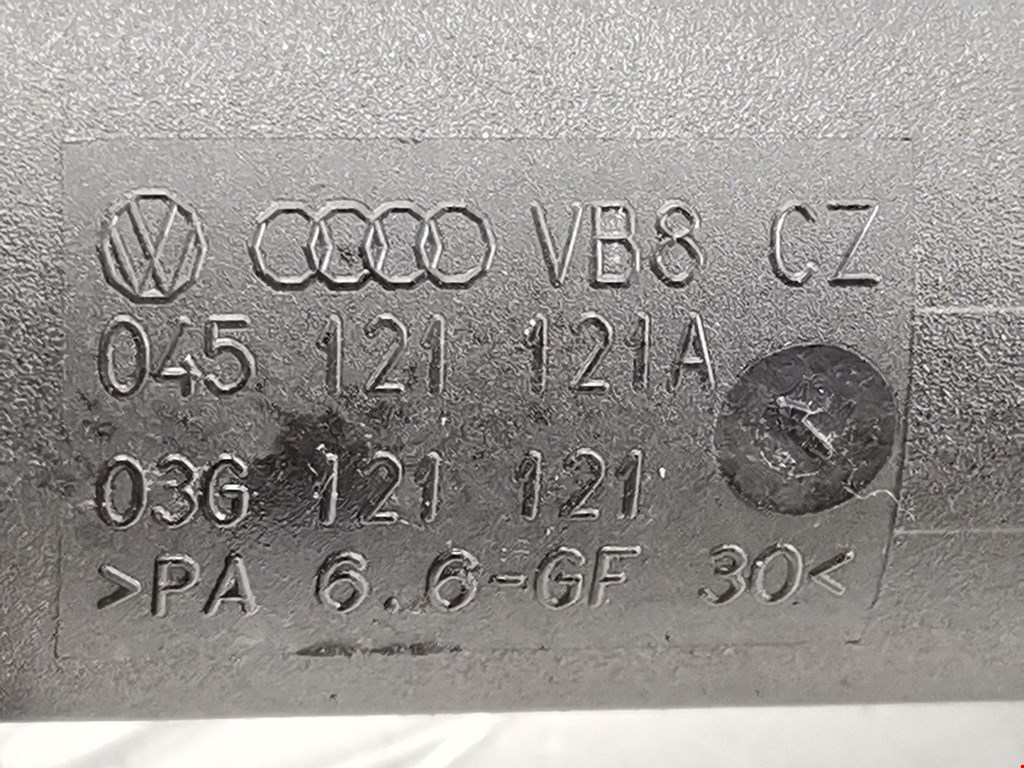 VB8 CZ
045 121 121A
03G 121 121
>PA 6.6-GF 30<